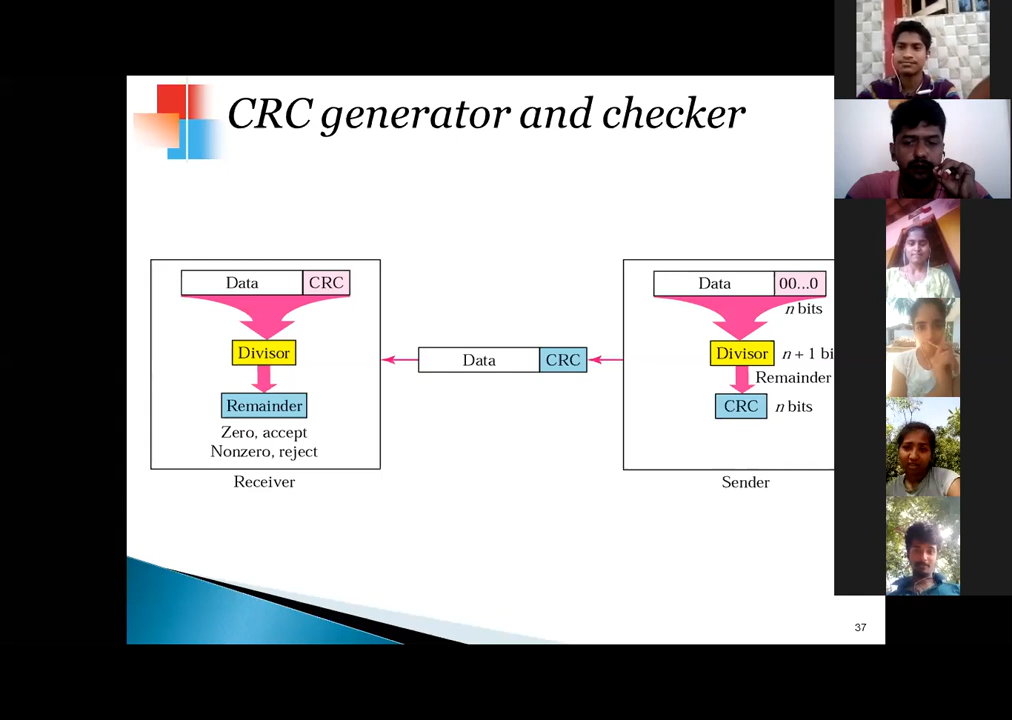 CRC generator and checker
Data CRC
Divisor
Remainder
Zero, accept
Nonzero, reject
Receiver
Data CRC
Data 00...0
n bits
Divisor n + 1 bi
Remainder
CRC n bits
Sender
37